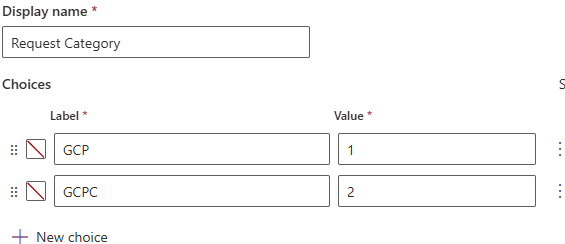 Display name *
Request Category
Choices
S
Label *
Value *
GCP
1
GCPC
2
New choice